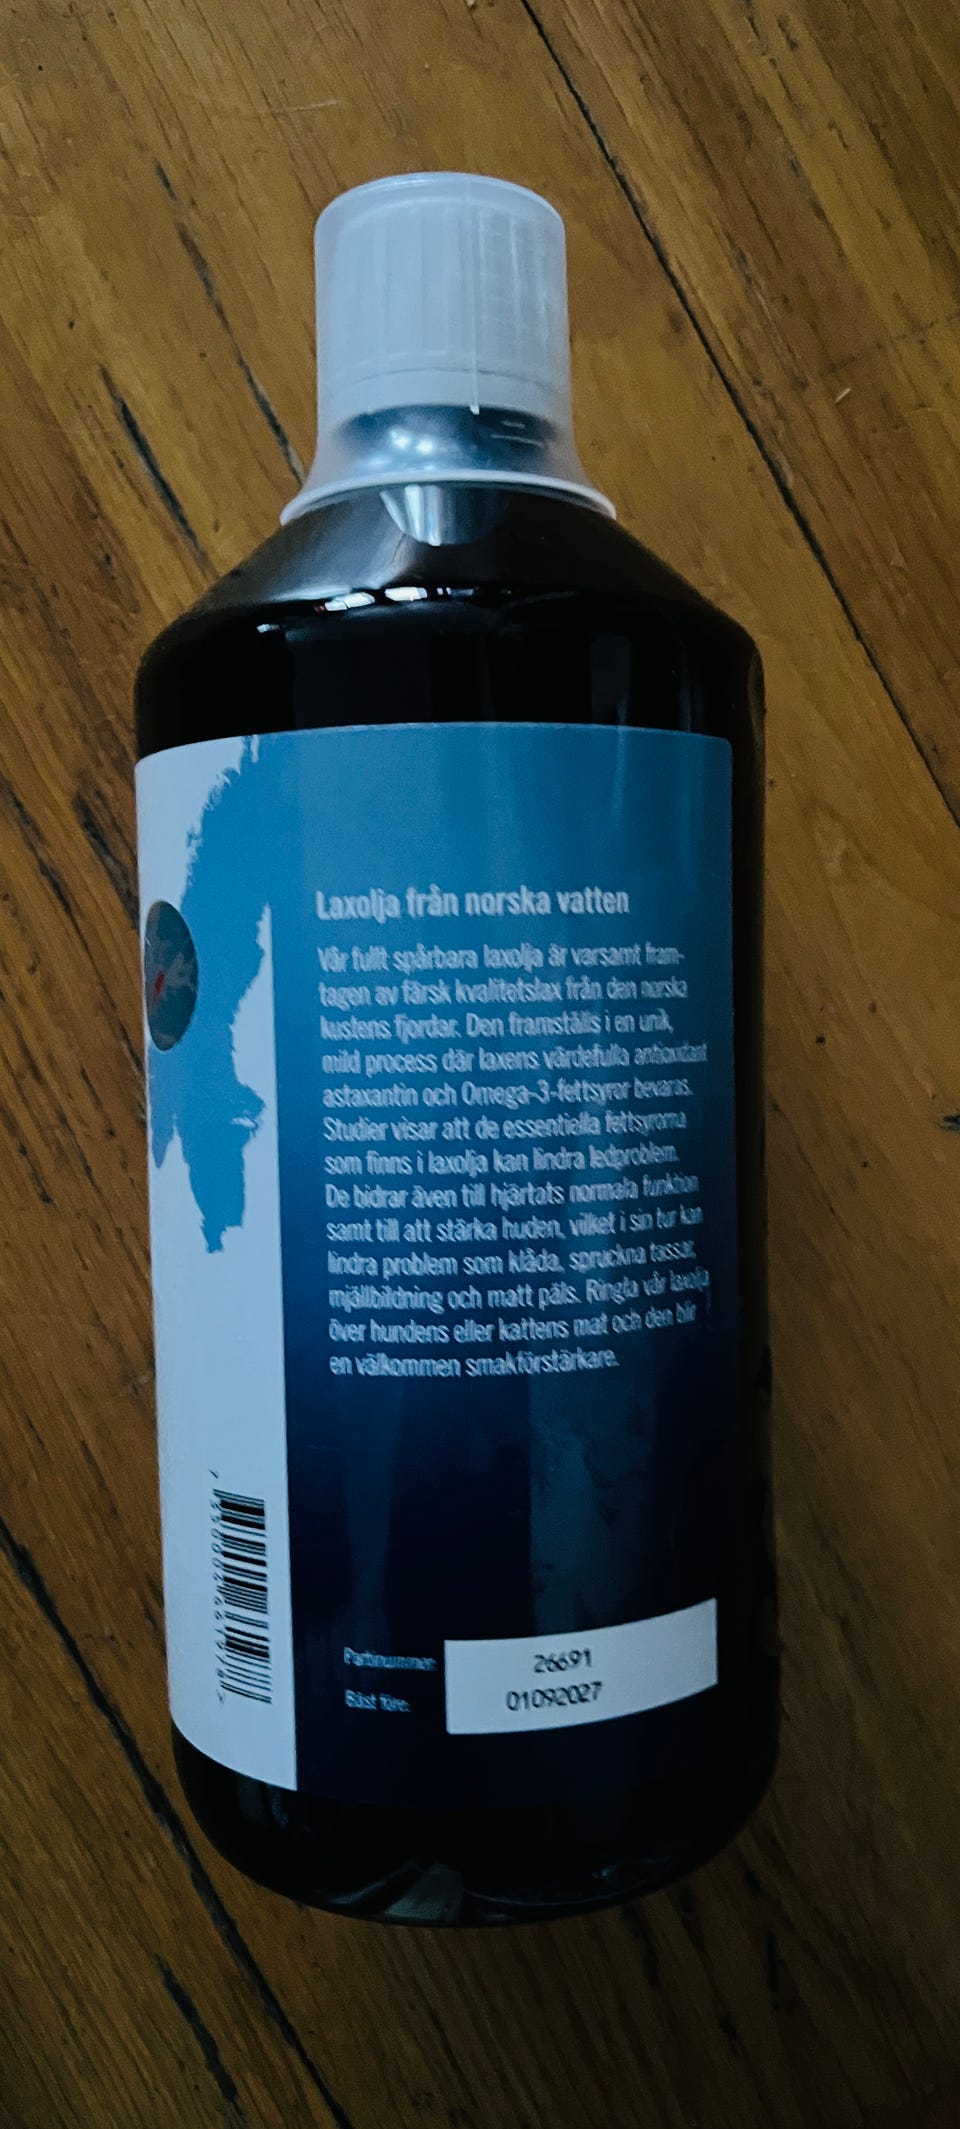 Laxolja från norska vatten
Vår fullt spårbara laxolja är varsamt fram-
tagen av färsk kvalitetslax från den norska
kustens fjordar. Den framställs i en unik,
mild process där laxens värdefulla antioxidant
astaxantin och Omega-3-fettsyror bevaras.
Studier visar att de essentiella fettsyrorna
som finns i laxolja kan lindra ledproblem.
De bidrar även till hjärtats normala funktion
samt till att stärka huden, vilket i sin tur kan
lindra problem som klåda, spruckna tassar,
mjällbildning och matt päls. Ringla vår laxolja
över hundens eller kattens mat och den blir
en välkommen smakförstärkare.
Partinummer: 26691
Bäst före: 01092027